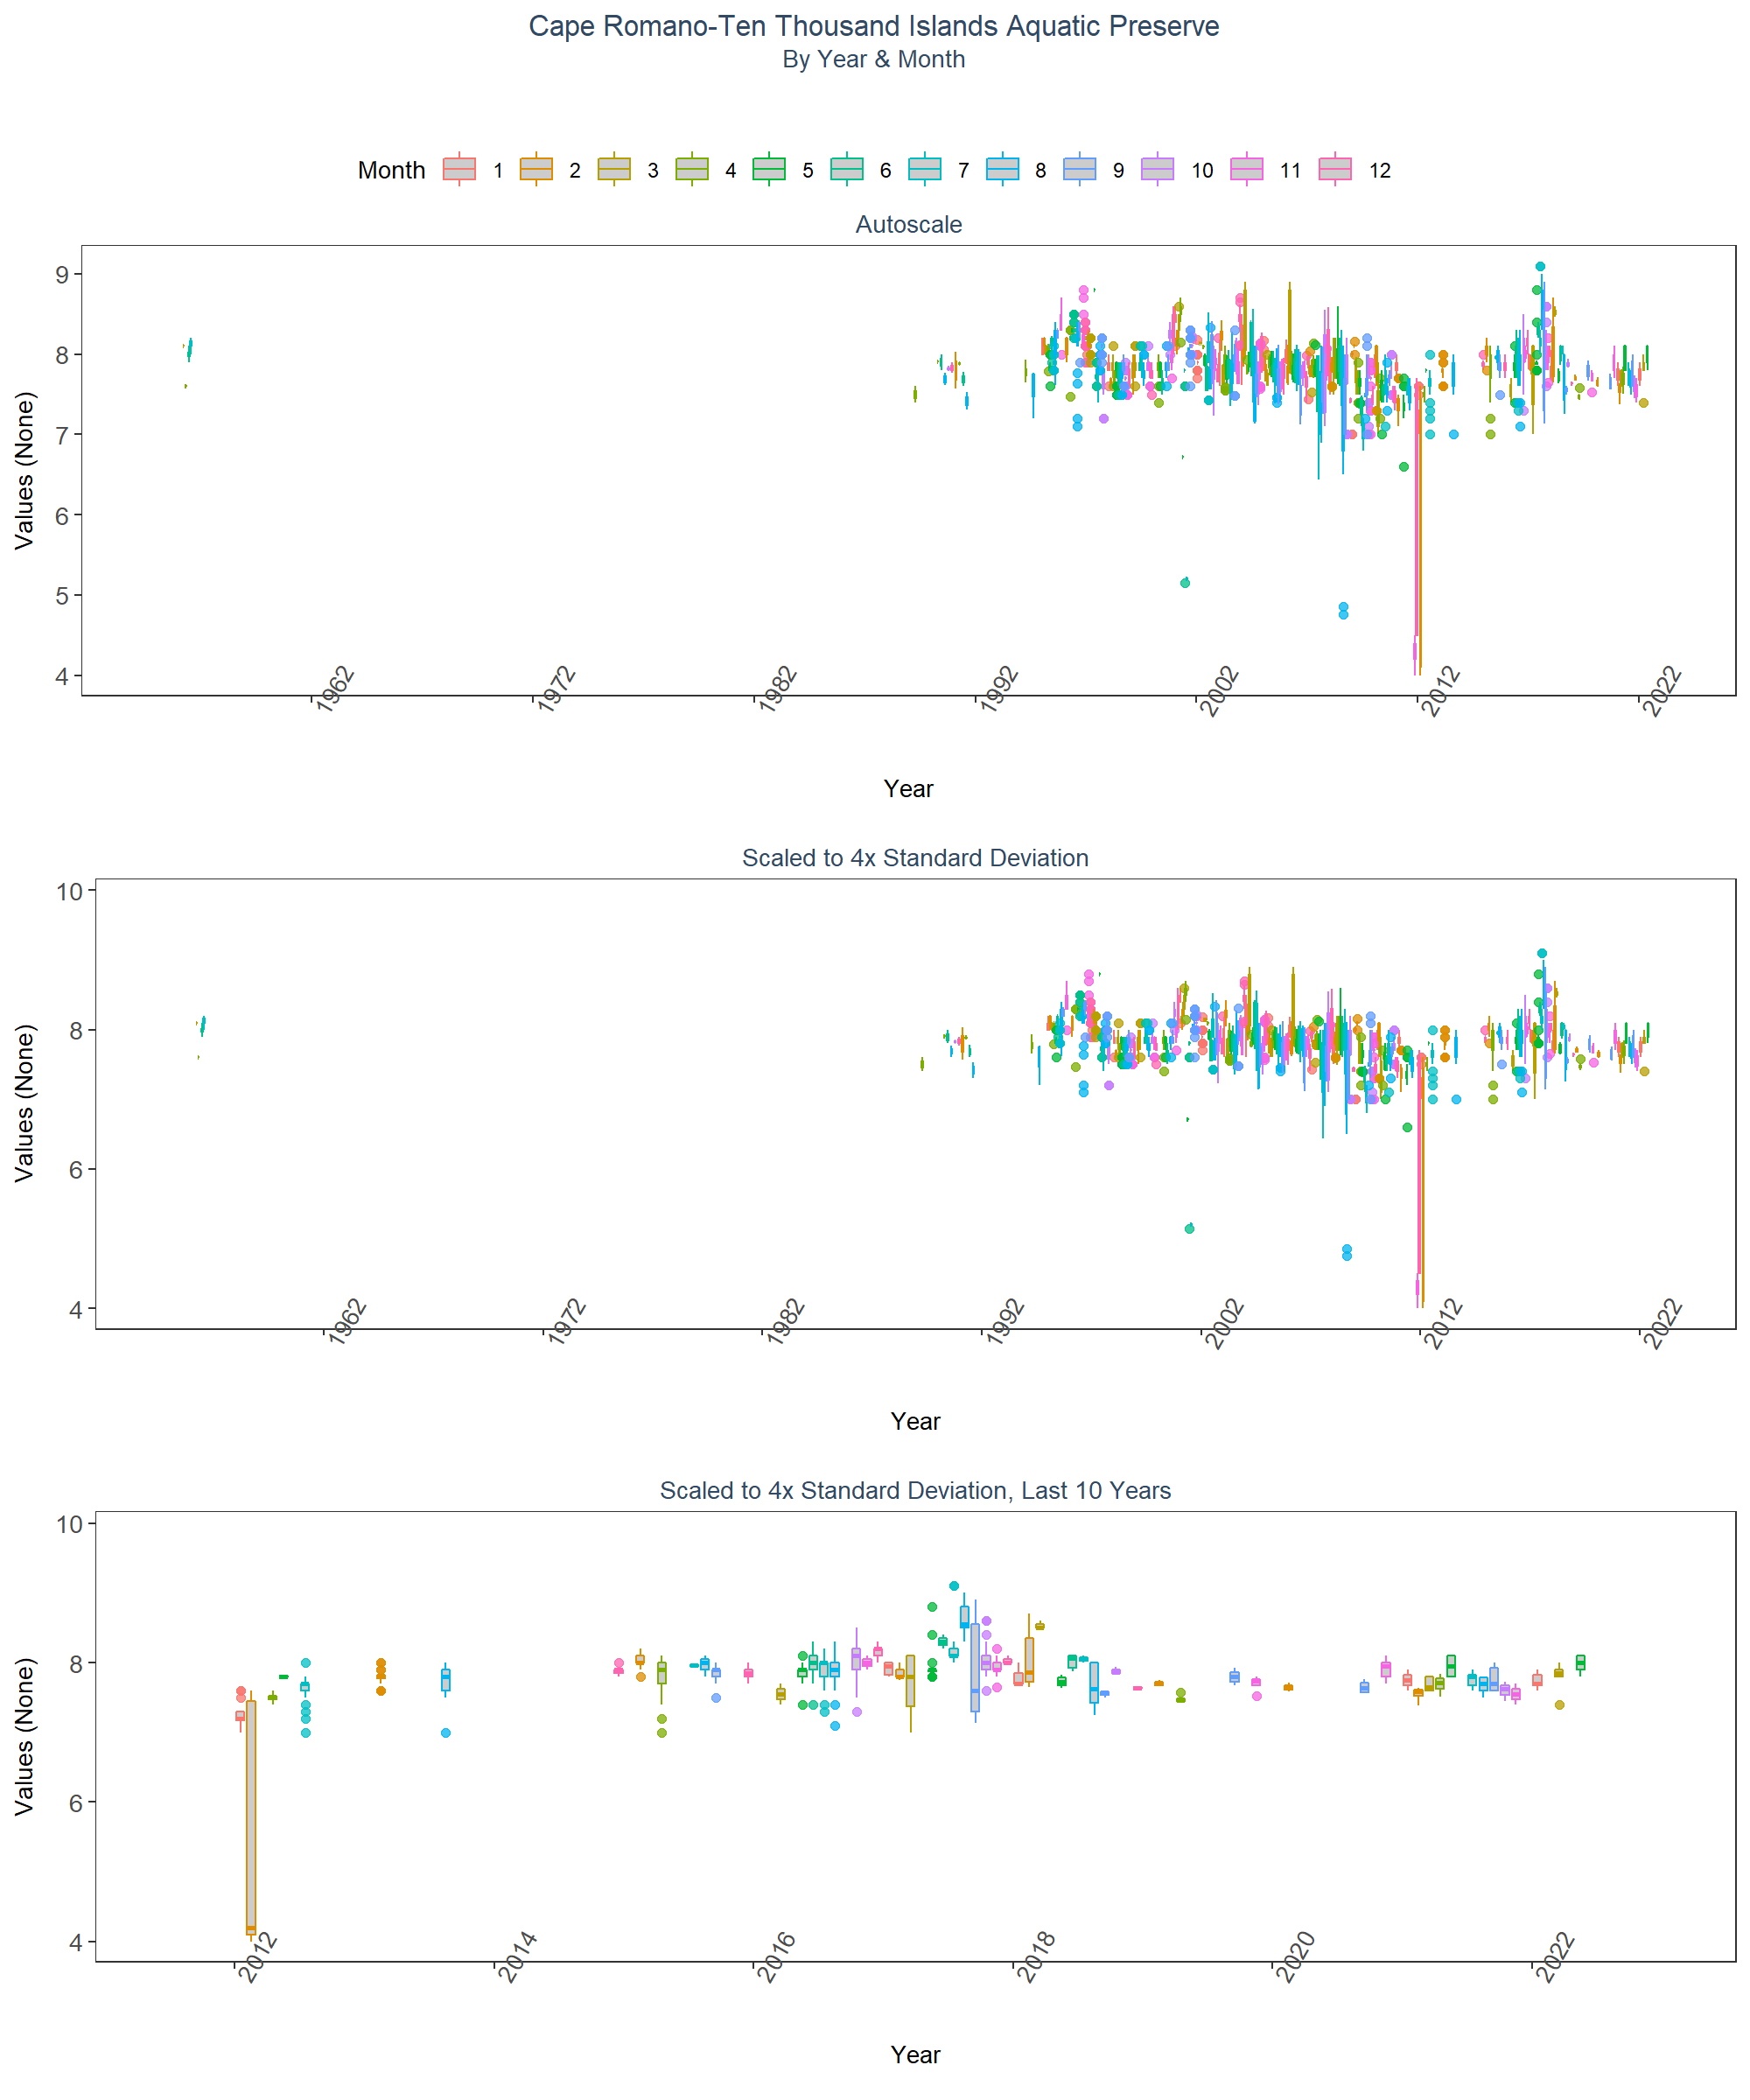 Cape Romano-Ten Thousand Islands Aquatic Preserve
By Year & Month
Month 1 2 3 4 5 6 7 8 9 10 11 12
Autoscale
9
8
7
6
5
4
Values (None)
1962 1972 1982 1992 2002 2012 2022
Year
Scaled to 4x Standard Deviation
10
8
6
4
Values (None)
1962 1972 1982 1992 2002 2012 2022
Year
Scaled to 4x Standard Deviation, Last 10 Years
10
8
6
4
Values (None)
2012 2014 2016 2018 2020 2022
Year